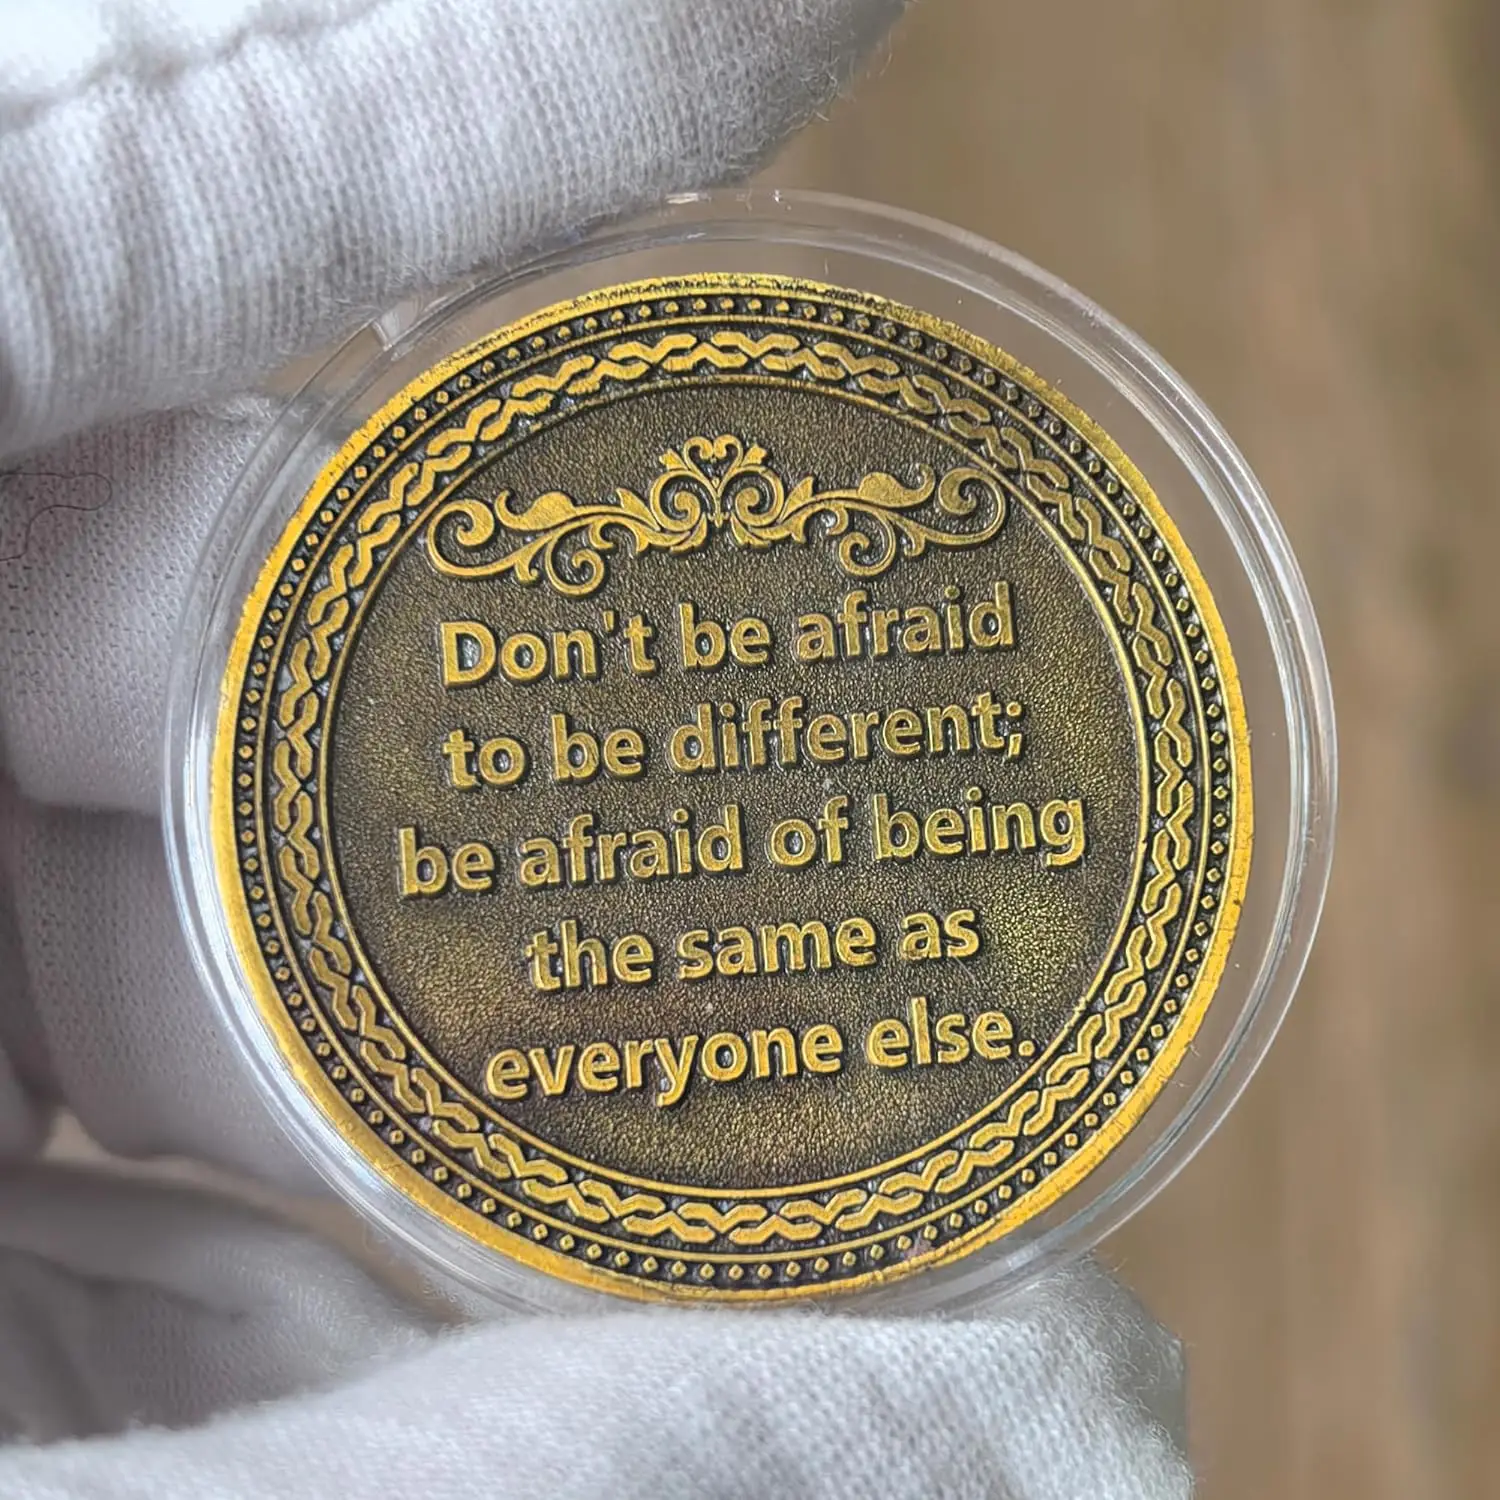 Don't be afraid
to be different;
be afraid of being
the same as
everyone else.